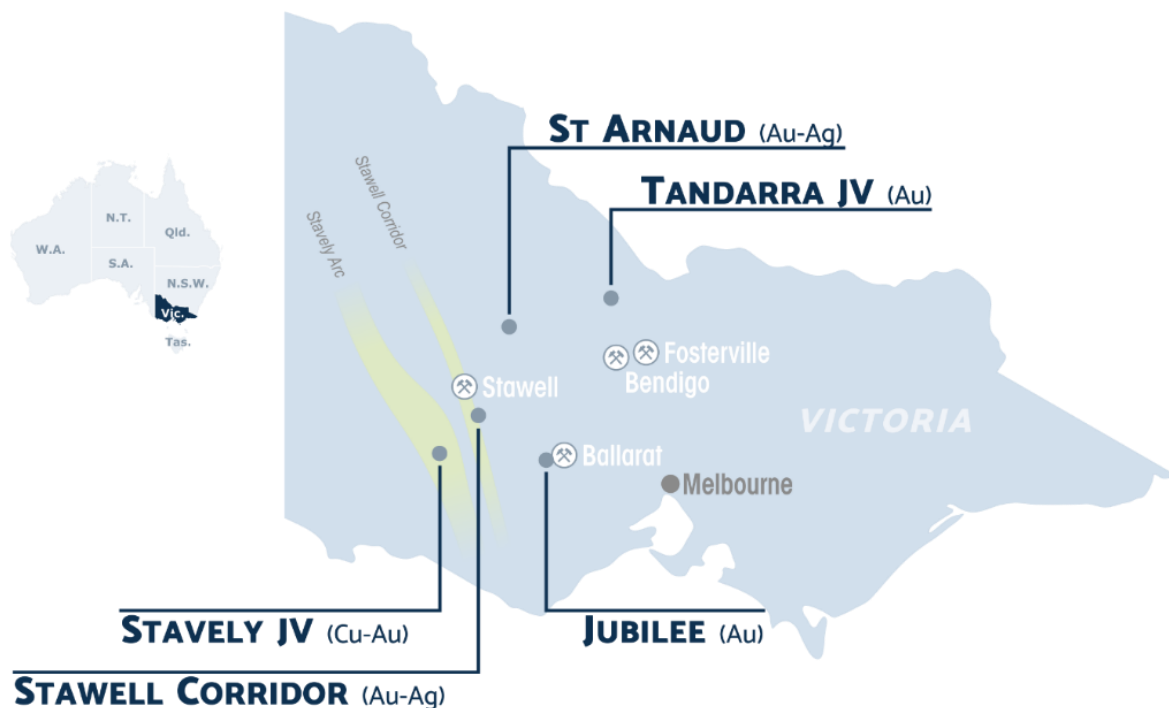 ST ARNAUD (Au-Ag)
TANDARRA JV (Au)
Stawell Corridor
Stavely Arc
N.T.
Qld.
W.A.
S.A.
N.S.W.
Vic.
Tas.
Fosterville
Bendigo
Stawell
VICTORIA
Ballarat
Melbourne
STAVELY JV (Cu-Au)
JUBILEE (Au)
STAWELL CORRIDOR (Au-Ag)